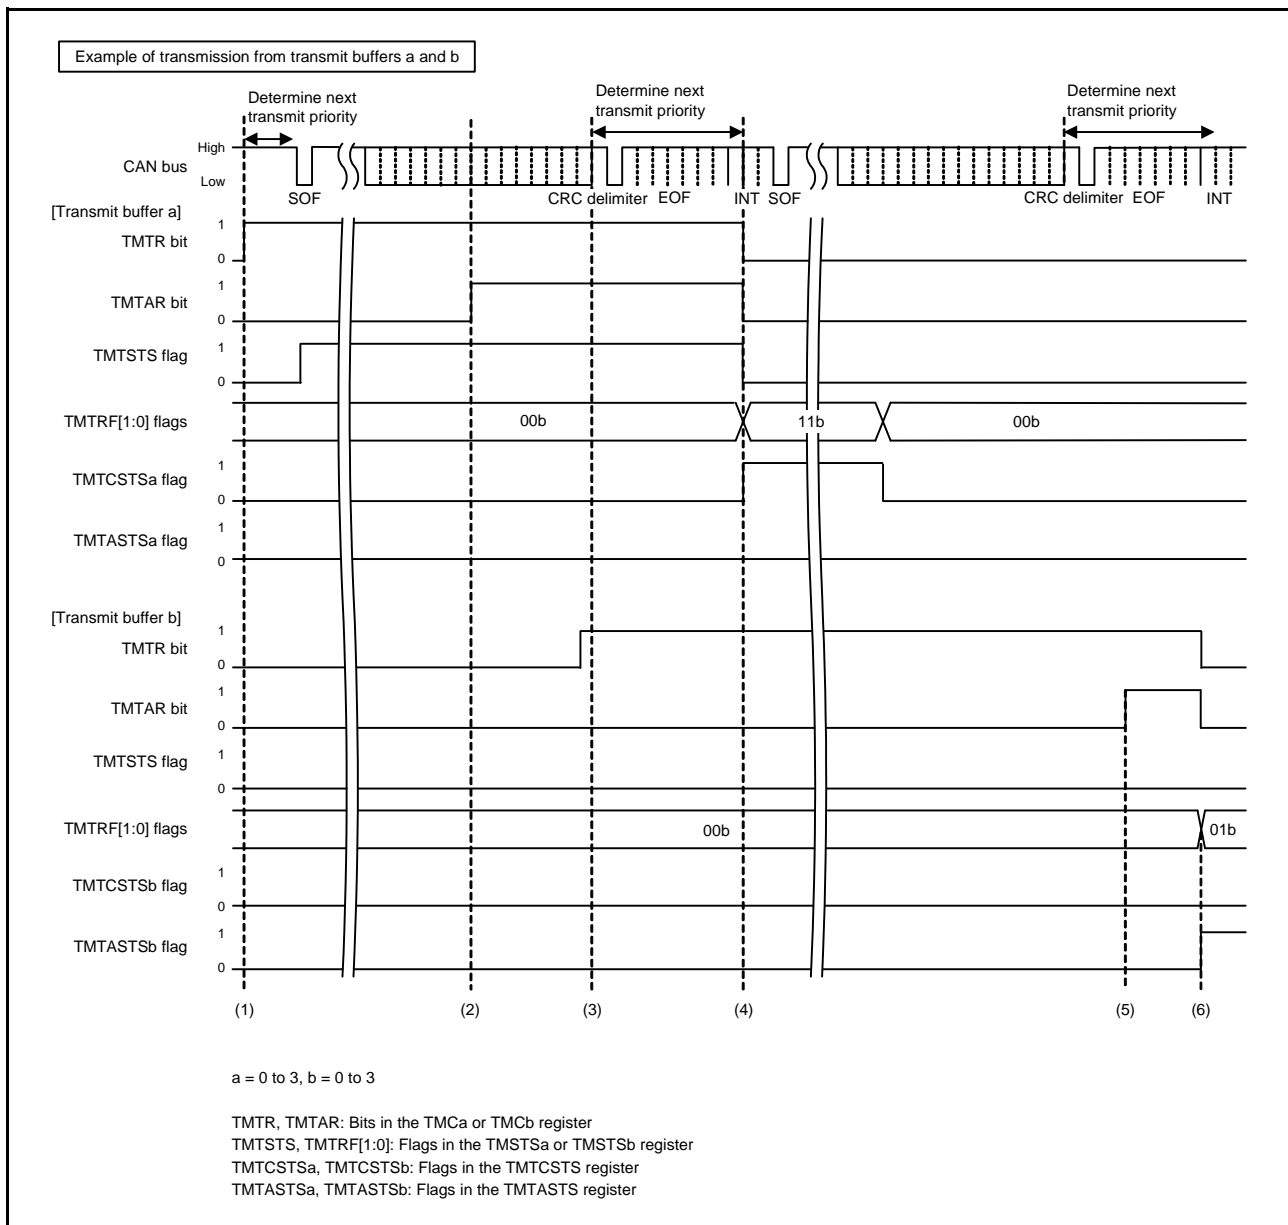 Example of transmission from transmit buffers a and b
Determine next
transmit priority
Determine next
transmit priority
Determine next
transmit priority
High
CAN bus
Low
SOF
CRC delimiter
EOF
INT
SOF
CRC delimiter
EOF
INT
[Transmit buffer a]
1
TMTR bit
0
1
TMTAR bit
0
1
TMTSTS flag
0
TMTRF[1:0] flags
00b
11b
00b
1
TMTCSTSa flag
0
1
TMTASTSa flag
0
[Transmit buffer b]
1
TMTR bit
0
1
TMTAR bit
0
1
TMTSTS flag
0
TMTRF[1:0] flags
00b
01b
1
TMTCSTSb flag
0
1
TMTASTSb flag
0
(1)
(2)
(3)
(4)
(5)
(6)
a = 0 to 3, b = 0 to 3
TMTR, TMTAR: Bits in the TMCa or TMCb register
TMTSTS, TMTRF[1:0]: Flags in the TMSTSa or TMSTSb register
TMTCSTSa, TMTCSTSb: Flags in the TMTCSTS register
TMTASTSa, TMTASTSb: Flags in the TMTASTS register